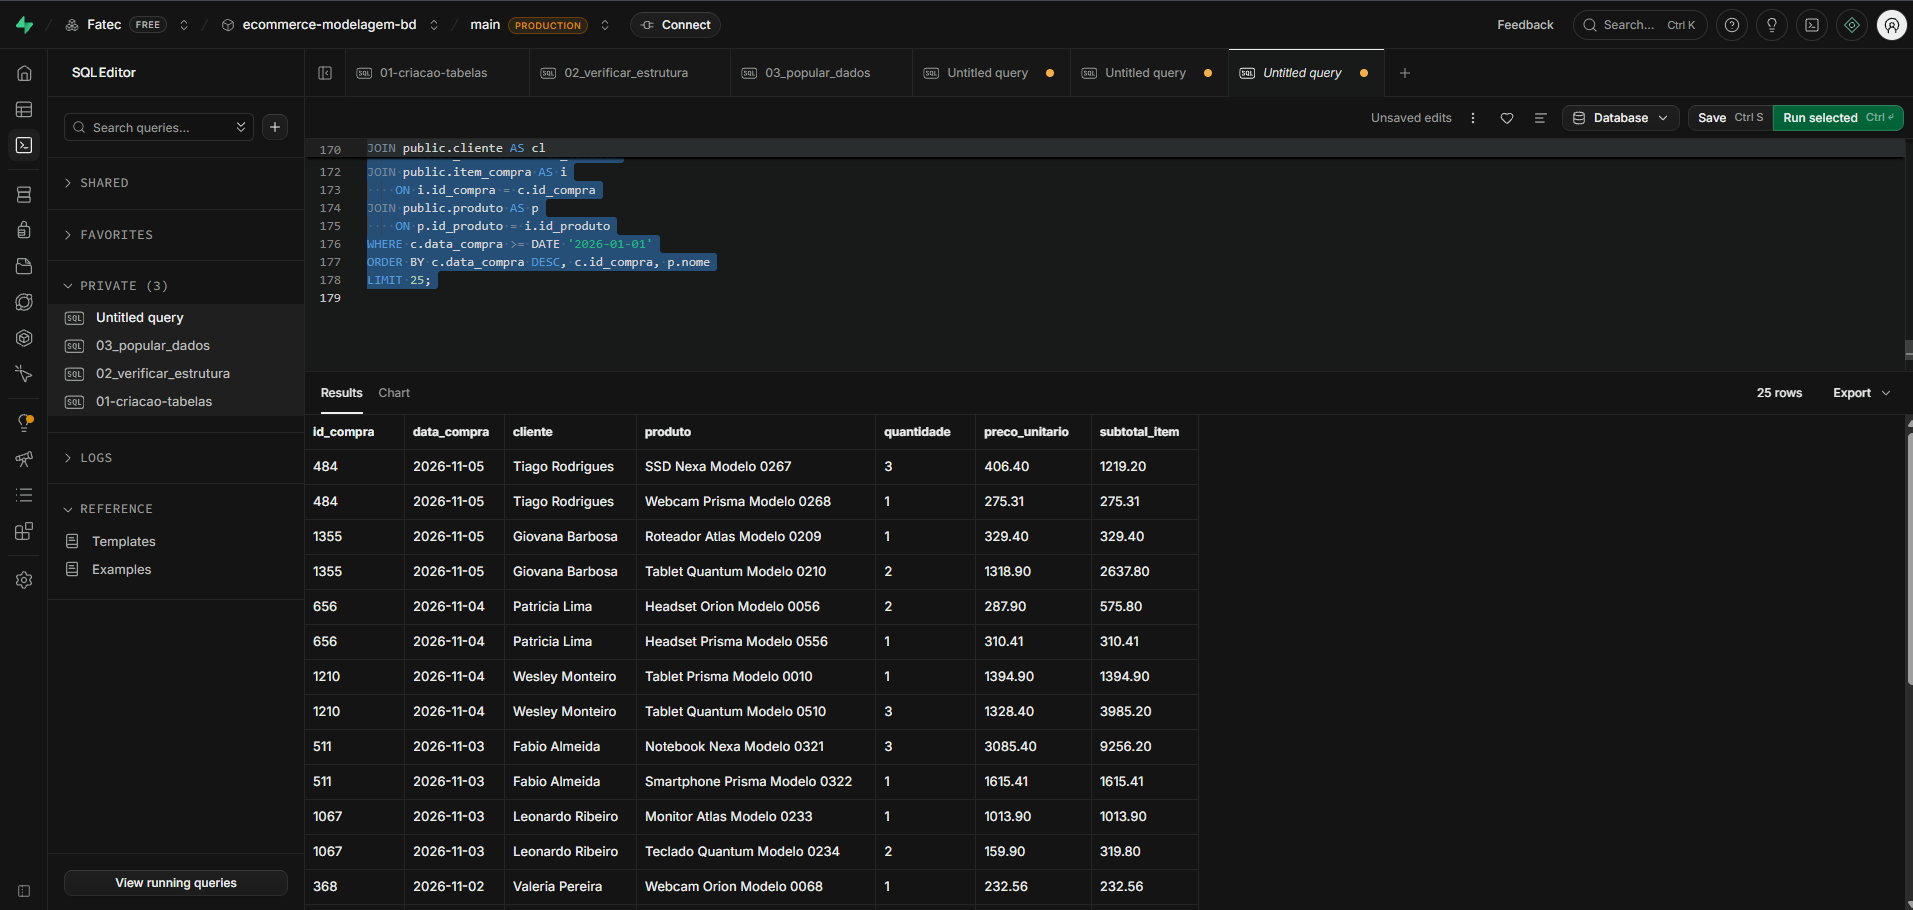 Fatec FREE ecommerce-modelagem-bd main PRODUCTION Connect Feedback Search... Ctrl K
SQL Editor
01-criacao-tabelas 02_verificar_estrutura 03_popular_dados Untitled query Untitled query Untitled query
Search queries...
Unsaved edits Database Save Ctrl S Run selected Ctrl
SHARED
FAVORITES
PRIVATE (3)
Untitled query
03_popular_dados
02_verificar_estrutura
01-criacao-tabelas
LOGS
REFERENCE
Templates
Examples
View running queries
170 JOIN public.cliente AS cl
172 JOIN public.item_compra AS i
173 ON i.id_compra = c.id_compra
174 JOIN public.produto AS p
175 ON p.id_produto = i.id_produto
176 WHERE c.data_compra >= DATE '2026-01-01'
177 ORDER BY c.data_compra DESC, c.id_compra, p.nome
178 LIMIT 25;
179
Results Chart 25 rows Export
id_compra data_compra cliente produto quantidade preco_unitario subtotal_item
484 2026-11-05 Tiago Rodrigues SSD Nexa Modelo 0267 3 406.40 1219.20
484 2026-11-05 Tiago Rodrigues Webcam Prisma Modelo 0268 1 275.31 275.31
1355 2026-11-05 Giovana Barbosa Roteador Atlas Modelo 0209 1 329.40 329.40
1355 2026-11-05 Giovana Barbosa Tablet Quantum Modelo 0210 2 1318.90 2637.80
656 2026-11-04 Patricia Lima Headset Orion Modelo 0056 2 287.90 575.80
656 2026-11-04 Patricia Lima Headset Prisma Modelo 0556 1 310.41 310.41
1210 2026-11-04 Wesley Monteiro Tablet Prisma Modelo 0010 1 1394.90 1394.90
1210 2026-11-04 Wesley Monteiro Tablet Quantum Modelo 0510 3 1328.40 3985.20
511 2026-11-03 Fabio Almeida Notebook Nexa Modelo 0321 3 3085.40 9256.20
511 2026-11-03 Fabio Almeida Smartphone Prisma Modelo 0322 1 1615.41 1615.41
1067 2026-11-03 Leonardo Ribeiro Monitor Atlas Modelo 0233 1 1013.90 1013.90
1067 2026-11-03 Leonardo Ribeiro Teclado Quantum Modelo 0234 2 159.90 319.80
368 2026-11-02 Valeria Pereira Webcam Orion Modelo 0068 1 232.56 232.56